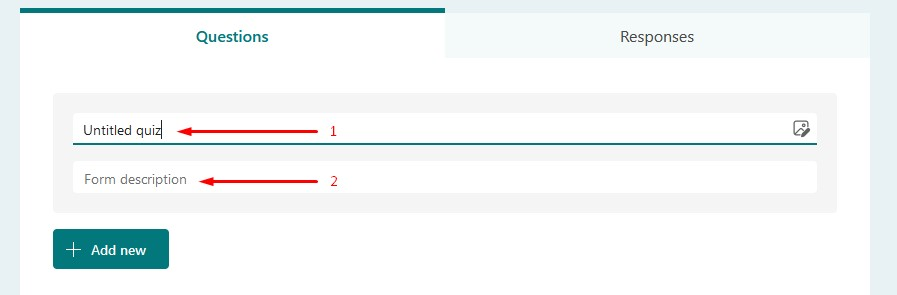 Questions
Responses
Untitled quiz
1
Form description
2
Add new